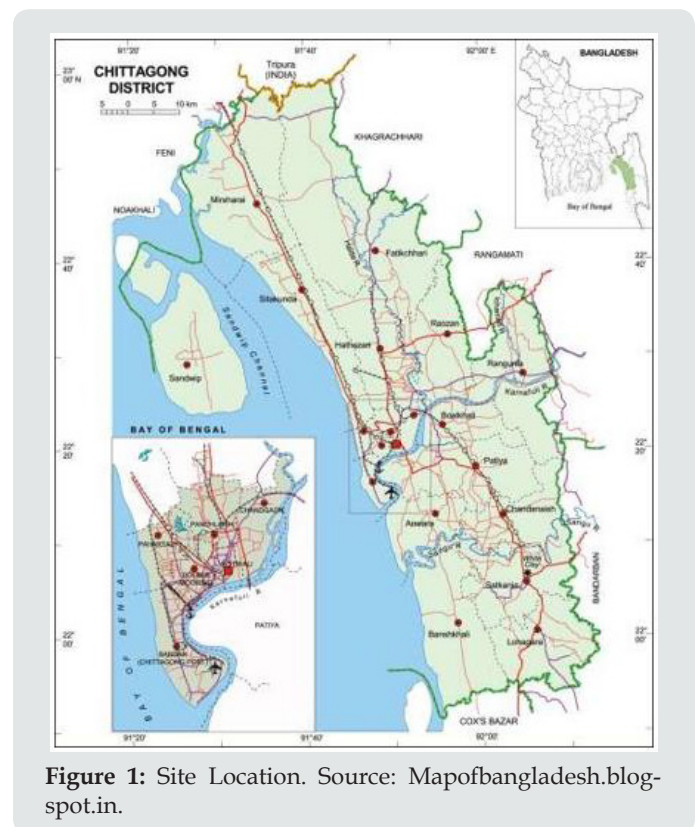 91°20' 91°40' 92°00' E
BANGLADESH
Bay of Bengal
23°
00' N
CHITTAGONG
DISTRICT
5 0 5 10 km
Tripura
(INDIA)
KHAGRACHHARI
FENI
NOAKHALI
Mirsharai
Halda R.
Fatikchhari
RANGAMATI
22°
40'
22°
40'
Sitakunda
Sandwip Channel
Sandwip
Hathazari
Raozan
Rangunia
Karnafuli R.
Boalkhali
BAY OF BENGAL
22°
20'
22°
20'
Patiya
Chandanaish
Anwara
Sangu R.
Sangu R.
BANDARBAN
Satkania
Banshkhali
Lohagara
22°
00'
22°
00'
COX'S BAZAR
CHANDGAON
PAHARTALI
Karnafuli R
PATIYA
BAY OF BENGAL
BANDAR
(CHITTAGONG PORT)
91°20' 91°40' 92°00'
Figure 1: Site Location. Source: Mapofbangladesh.blog-
spot.in.